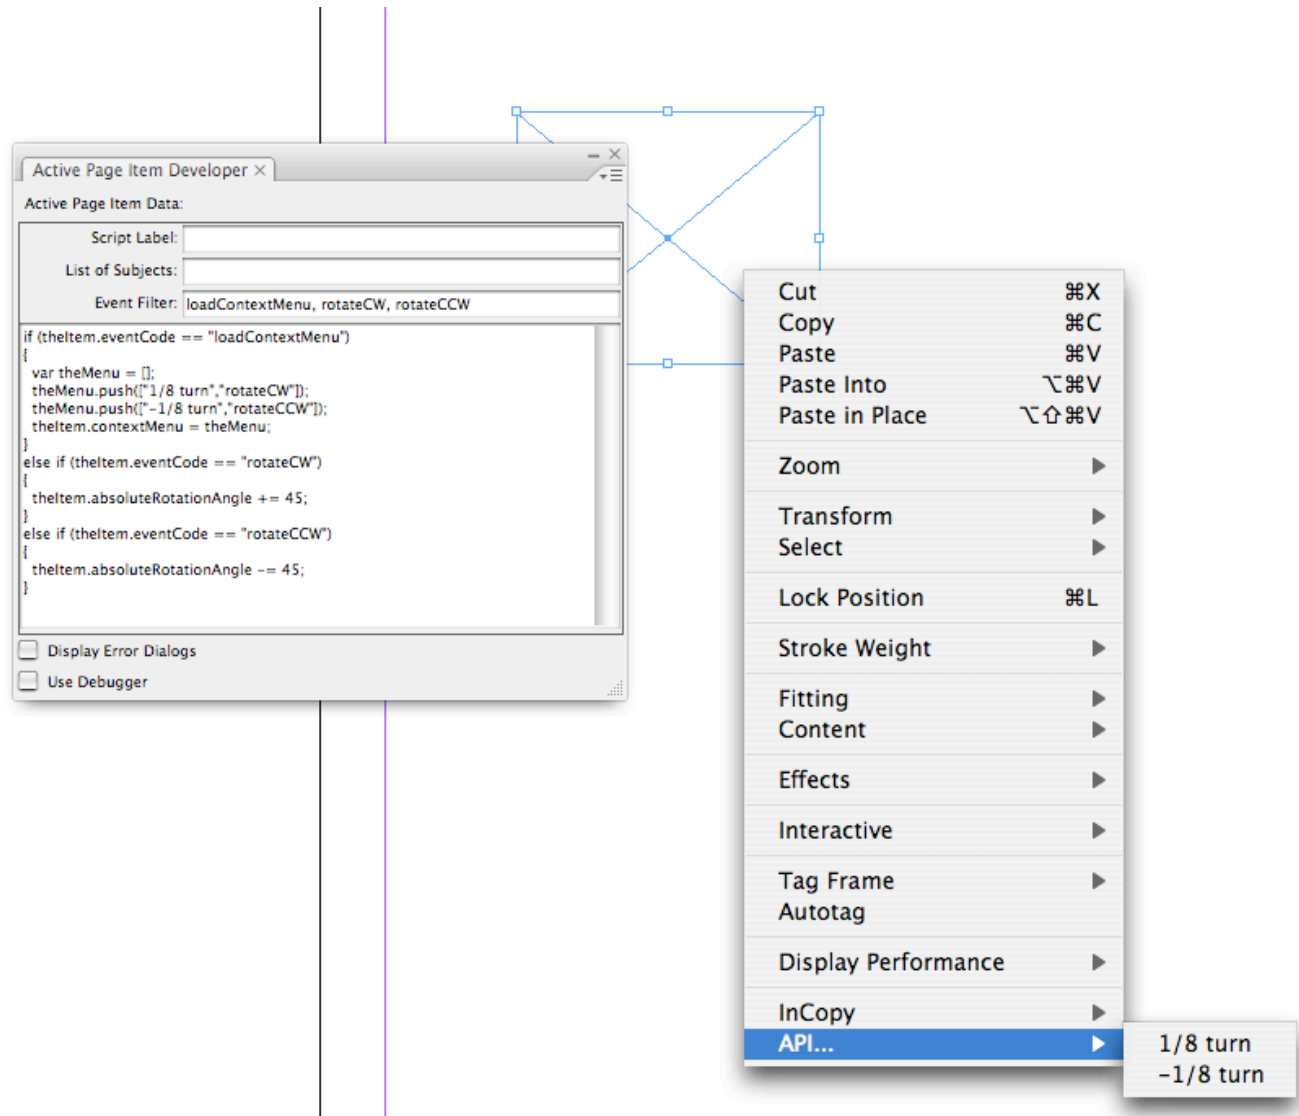 Active Page Item Developer
Active Page Item Data:
Script Label:
List of Subjects:
Event Filter: loadContextMenu, rotateCW, rotateCCW
if (theItem.eventCode == "loadContextMenu")
{
var theMenu = [];
theMenu.push(["1/8 turn","rotateCW"]);
theMenu.push(["-1/8 turn","rotateCCW"]);
theItem.contextMenu = theMenu;
}
else if (theItem.eventCode == "rotateCW")
{
theItem.absoluteRotationAngle += 45;
}
else if (theItem.eventCode == "rotateCCW")
{
theItem.absoluteRotationAngle -= 45;
}
Display Error Dialogs
Use Debugger
Cut ⌘X
Copy ⌘C
Paste ⌘V
Paste Into ⌥⌘V
Paste in Place ⌥⇧⌘V
Zoom
Transform
Select
Lock Position ⌘L
Stroke Weight
Fitting
Content
Effects
Interactive
Tag Frame
Autotag
Display Performance
InCopy
API...
1/8 turn
-1/8 turn